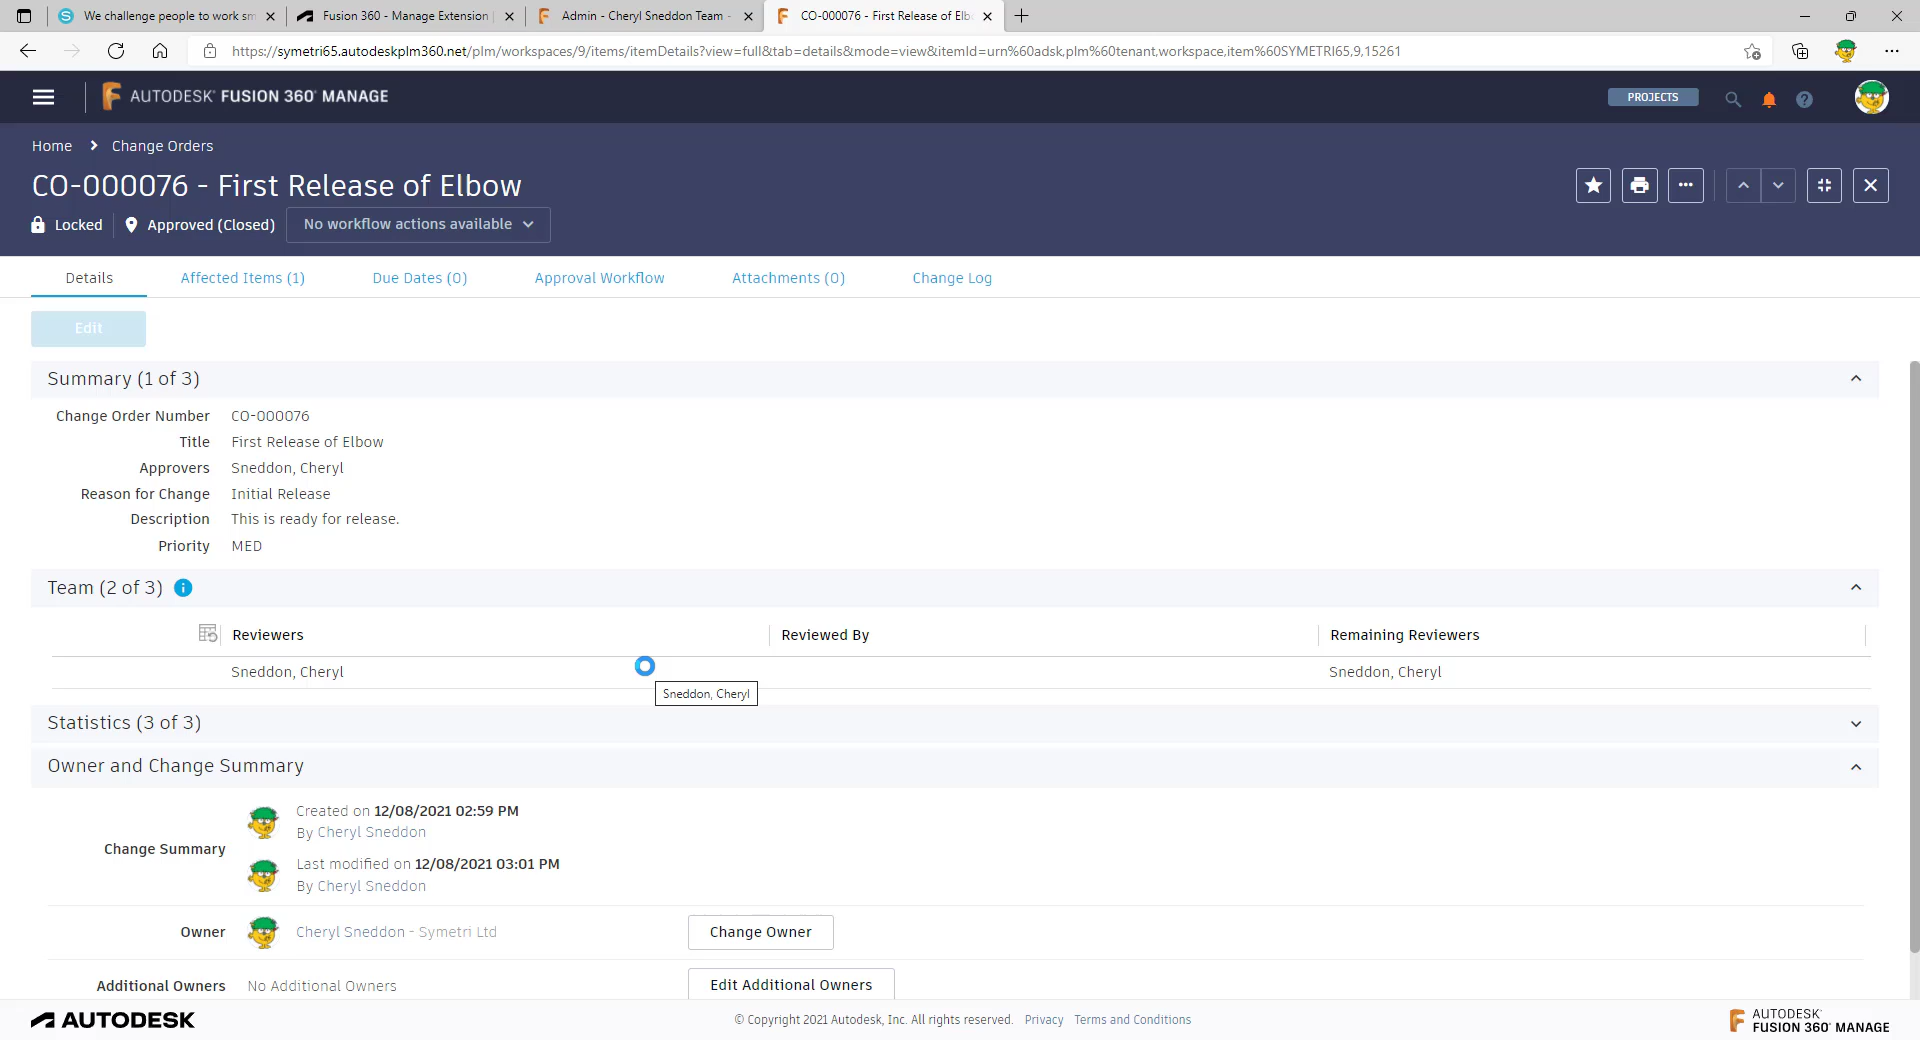 We challenge people to work sm
Fusion 360 - Manage Extension
Admin - Cheryl Sneddon Team -
CO-000076 - First Release of Elb
https://symetri65.autodeskplm360.net/plm/workspaces/9/items/itemDetails?view=full&tab=details&mode=view&itemId=urn%60adsk,plm%60tenant,workspace,item%60SYMETRI65,9,15261
AUTODESK® FUSION 360® MANAGE
PROJECTS
Home > Change Orders
CO-000076 - First Release of Elbow
Locked
Approved (Closed)
No workflow actions available
Details
Affected Items (1)
Due Dates (0)
Approval Workflow
Attachments (0)
Change Log
Edit
Summary (1 of 3)
Change Order Number CO-000076
Title First Release of Elbow
Approvers Sneddon, Cheryl
Reason for Change Initial Release
Description This is ready for release.
Priority MED
Team (2 of 3)
Reviewers Reviewed By Remaining Reviewers
Sneddon, Cheryl Sneddon, Cheryl
Sneddon, Cheryl
Statistics (3 of 3)
Owner and Change Summary
Change Summary
Created on 12/08/2021 02:59 PM
By Cheryl Sneddon
Last modified on 12/08/2021 03:01 PM
By Cheryl Sneddon
Owner Cheryl Sneddon - Symetri Ltd Change Owner
Additional Owners No Additional Owners Edit Additional Owners
AUTODESK
© Copyright 2021 Autodesk, Inc. All rights reserved. Privacy Terms and Conditions
AUTODESK®
FUSION 360® MANAGE